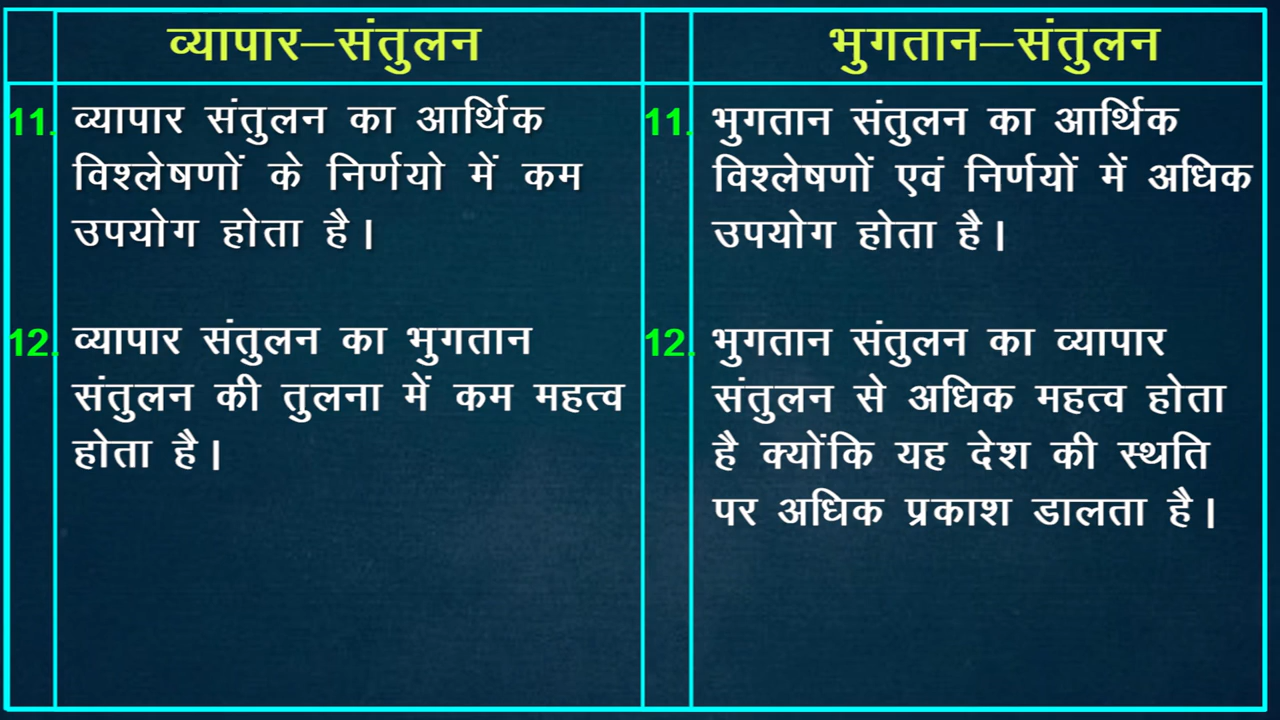 व्यापार–संतुलन
भुगतान–संतुलन
11. व्यापार संतुलन का आर्थिक
विश्लेषणों के निर्णयो में कम
उपयोग होता है।
11. भुगतान संतुलन का आर्थिक
विश्लेषणों एवं निर्णयों में अधिक
उपयोग होता है।
12. व्यापार संतुलन का भुगतान
संतुलन की तुलना में कम महत्व
होता है।
12. भुगतान संतुलन का व्यापार
संतुलन से अधिक महत्व होता
है क्योंकि यह देश की स्थति
पर अधिक प्रकाश डालता है।